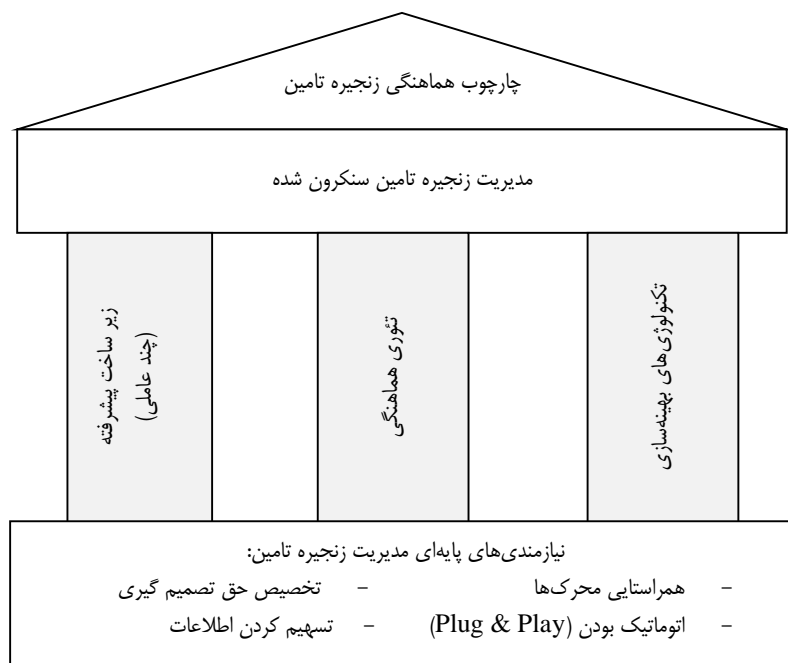 چارچوب هماهنگی زنجیره تامین
مدیریت زنجیره تامین سنکرون شده
تکنولوژی‌های بهینه‌سازی
تئوری هماهنگی
زیر ساخت پیشرفته
(چند عاملی)
نیازمندی‌های پایه‌ای مدیریت زنجیره تامین:
- همراستایی محرک‌ها - تخصیص حق تصمیم گیری
- اتوماتیک بودن (Plug & Play) - تسهیم کردن اطلاعات